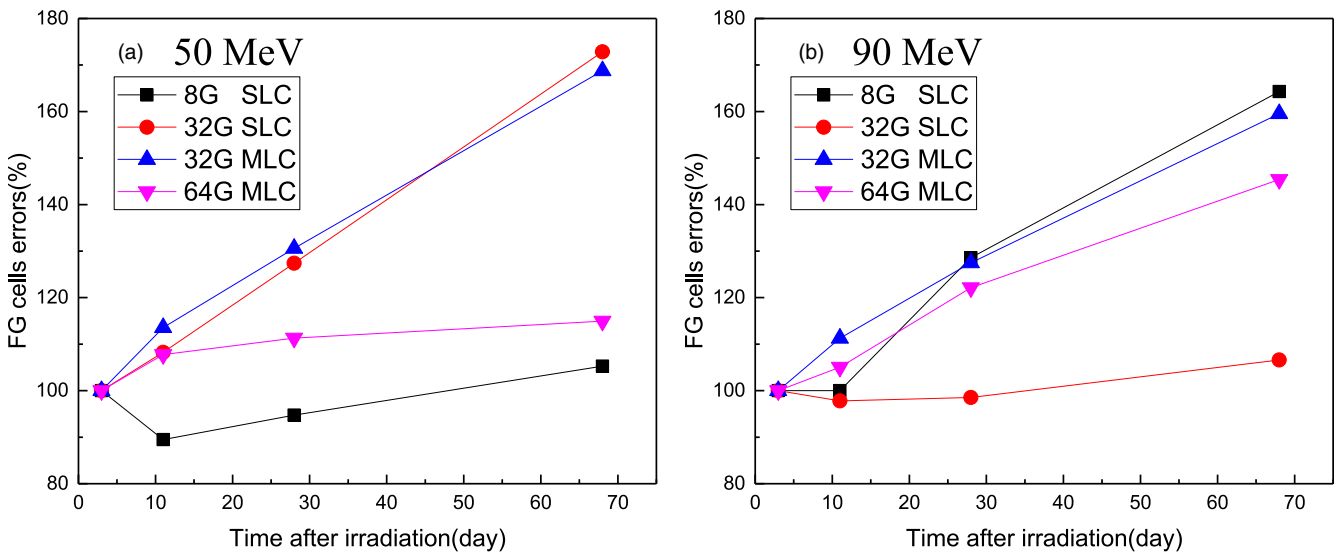 (a) 50 MeV
8G SLC
32G SLC
32G MLC
64G MLC
FG cells errors(%)
180
160
140
120
100
80
0 10 20 30 40 50 60 70
Time after irradiation(day)
(b) 90 MeV
8G SLC
32G SLC
32G MLC
64G MLC
FG cells errors(%)
180
160
140
120
100
80
0 10 20 30 40 50 60 70
Time after irradiation(day)